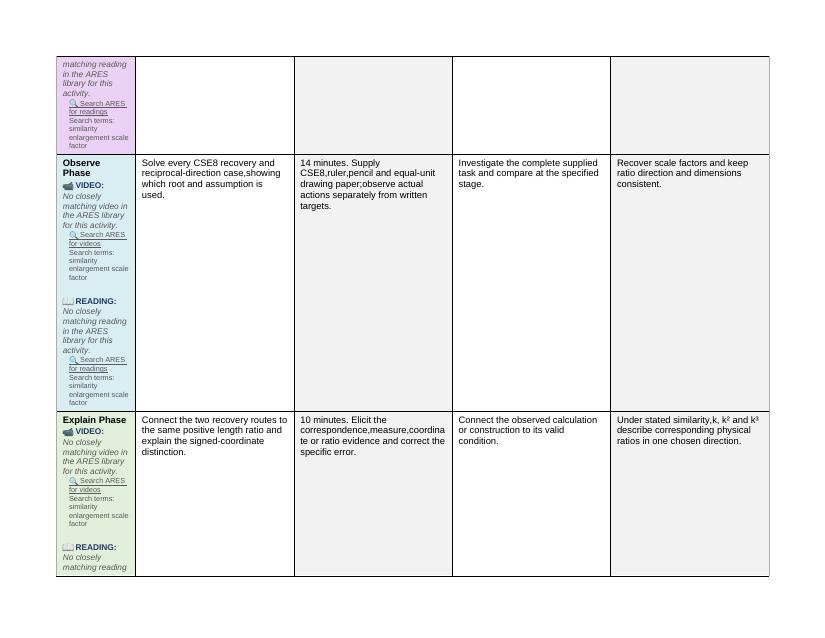 matching reading
in the ARES
library for this
activity.
🔍 Search ARES
for readings
Search terms:
similarity
enlargement scale
factor
Observe
Phase
📹 VIDEO:
No closely
matching video in
the ARES library
for this activity.
🔍 Search ARES
for videos
Search terms:
similarity
enlargement scale
factor
📖 READING:
No closely
matching reading
in the ARES
library for this
activity.
🔍 Search ARES
for readings
Search terms:
similarity
enlargement scale
factor
Solve every CSE8 recovery and
reciprocal-direction case,showing
which root and assumption is
used.
14 minutes. Supply
CSE8,ruler,pencil and equal-unit
drawing paper;observe actual
actions separately from written
targets.
Investigate the complete supplied
task and compare at the specified
stage.
Recover scale factors and keep
ratio direction and dimensions
consistent.
Explain Phase
📹 VIDEO:
No closely
matching video in
the ARES library
for this activity.
🔍 Search ARES
for videos
Search terms:
similarity
enlargement scale
factor
📖 READING:
No closely
matching reading
Connect the two recovery routes to
the same positive length ratio and
explain the signed-coordinate
distinction.
10 minutes. Elicit the
correspondence,measure,coordina
te or ratio evidence and correct the
specific error.
Connect the observed calculation
or construction to its valid
condition.
Under stated similarity,k, k² and k³
describe corresponding physical
ratios in one chosen direction.